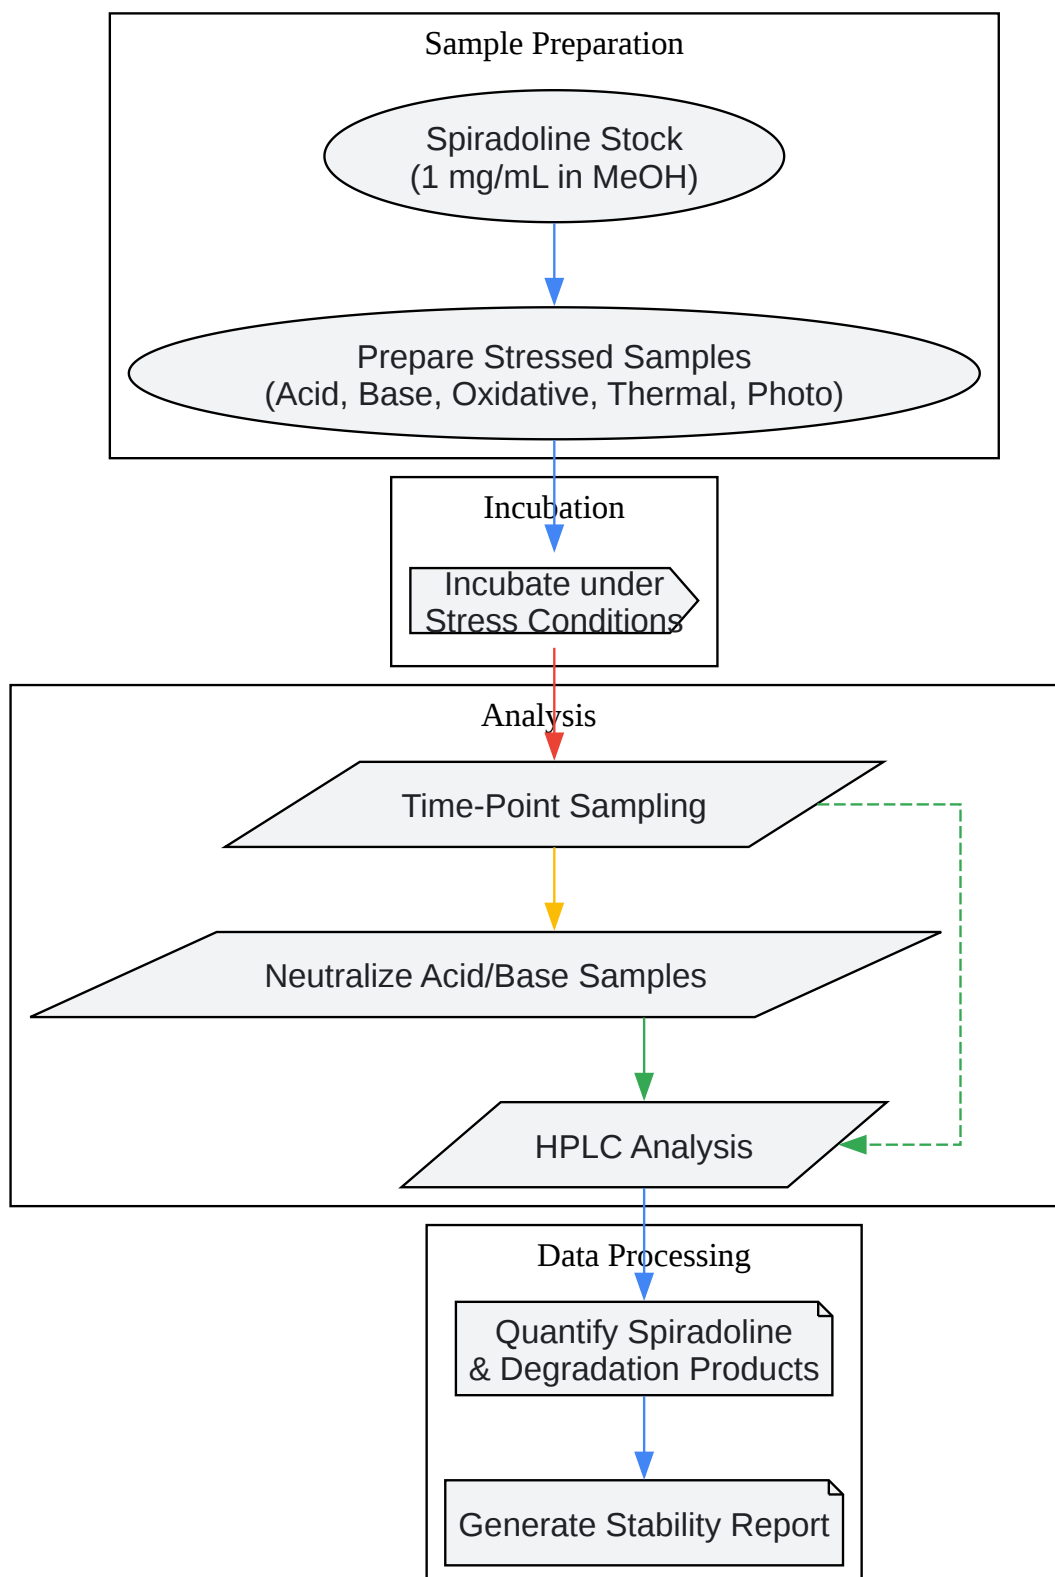 Sample Preparation
Spiradoline Stock
(1 mg/mL in MeOH)
Prepare Stressed Samples
(Acid, Base, Oxidative, Thermal, Photo)
Incubation
Incubate under
Stress Conditions
Analysis
Time-Point Sampling
Neutralize Acid/Base Samples
HPLC Analysis
Data Processing
Quantify Spiradoline
& Degradation Products
Generate Stability Report